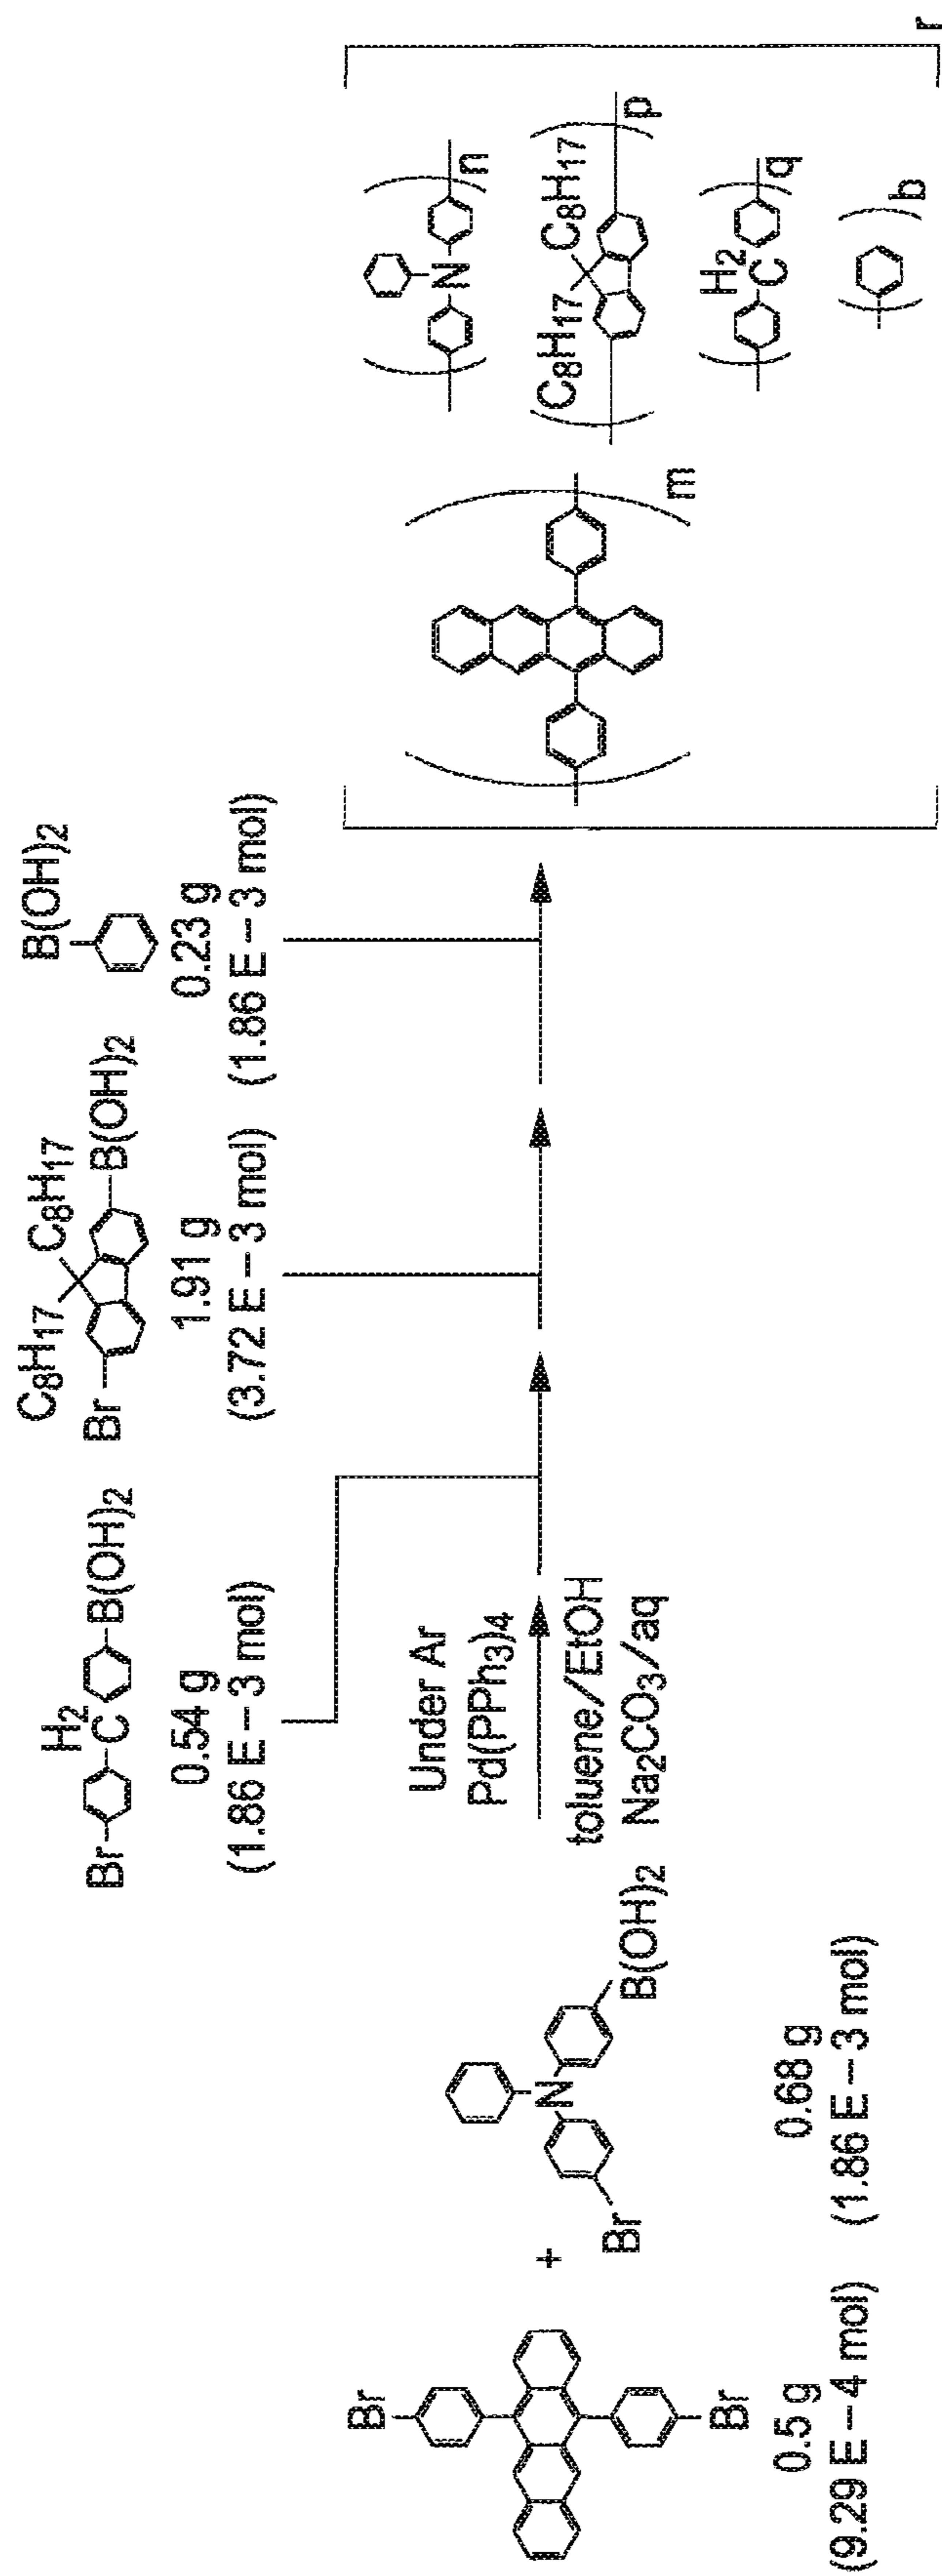 Br
Br
0.5 g
(9.29 E – 4 mol)
+
Br
N
B(OH)2
0.68 g
(1.86 E – 3 mol)
Under Ar
Pd(PPh3)4
toluene/EtOH
Na2CO3/aq
H2
Br C B(OH)2
0.54 g
(1.86 E – 3 mol)
C8H17 C8H17
Br B(OH)2
1.91 g
(3.72 E – 3 mol)
B(OH)2
0.23 g
(1.86 E – 3 mol)
m
N
n
C8H17 C8H17
p
H2
C
q
b
r